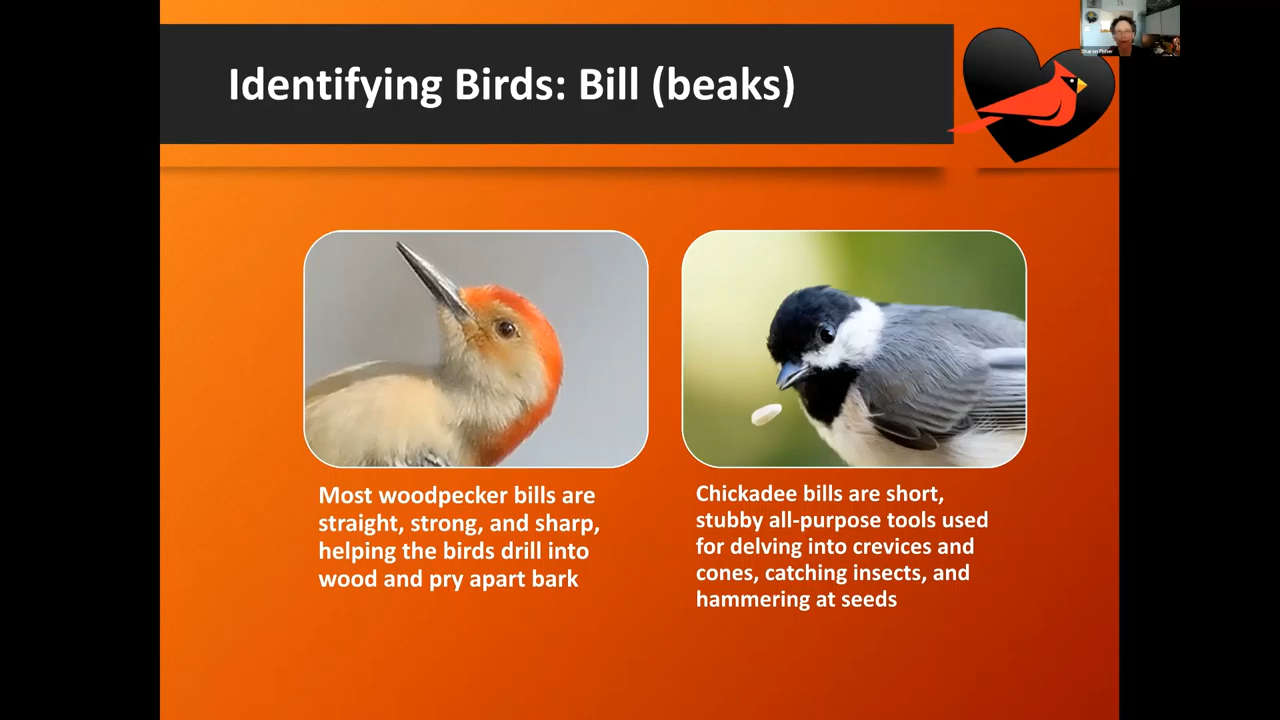 Identifying Birds: Bill (beaks)
Sharon Fisher
Most woodpecker bills are
straight, strong, and sharp,
helping the birds drill into
wood and pry apart bark
Chickadee bills are short,
stubby all-purpose tools used
for delving into crevices and
cones, catching insects, and
hammering at seeds